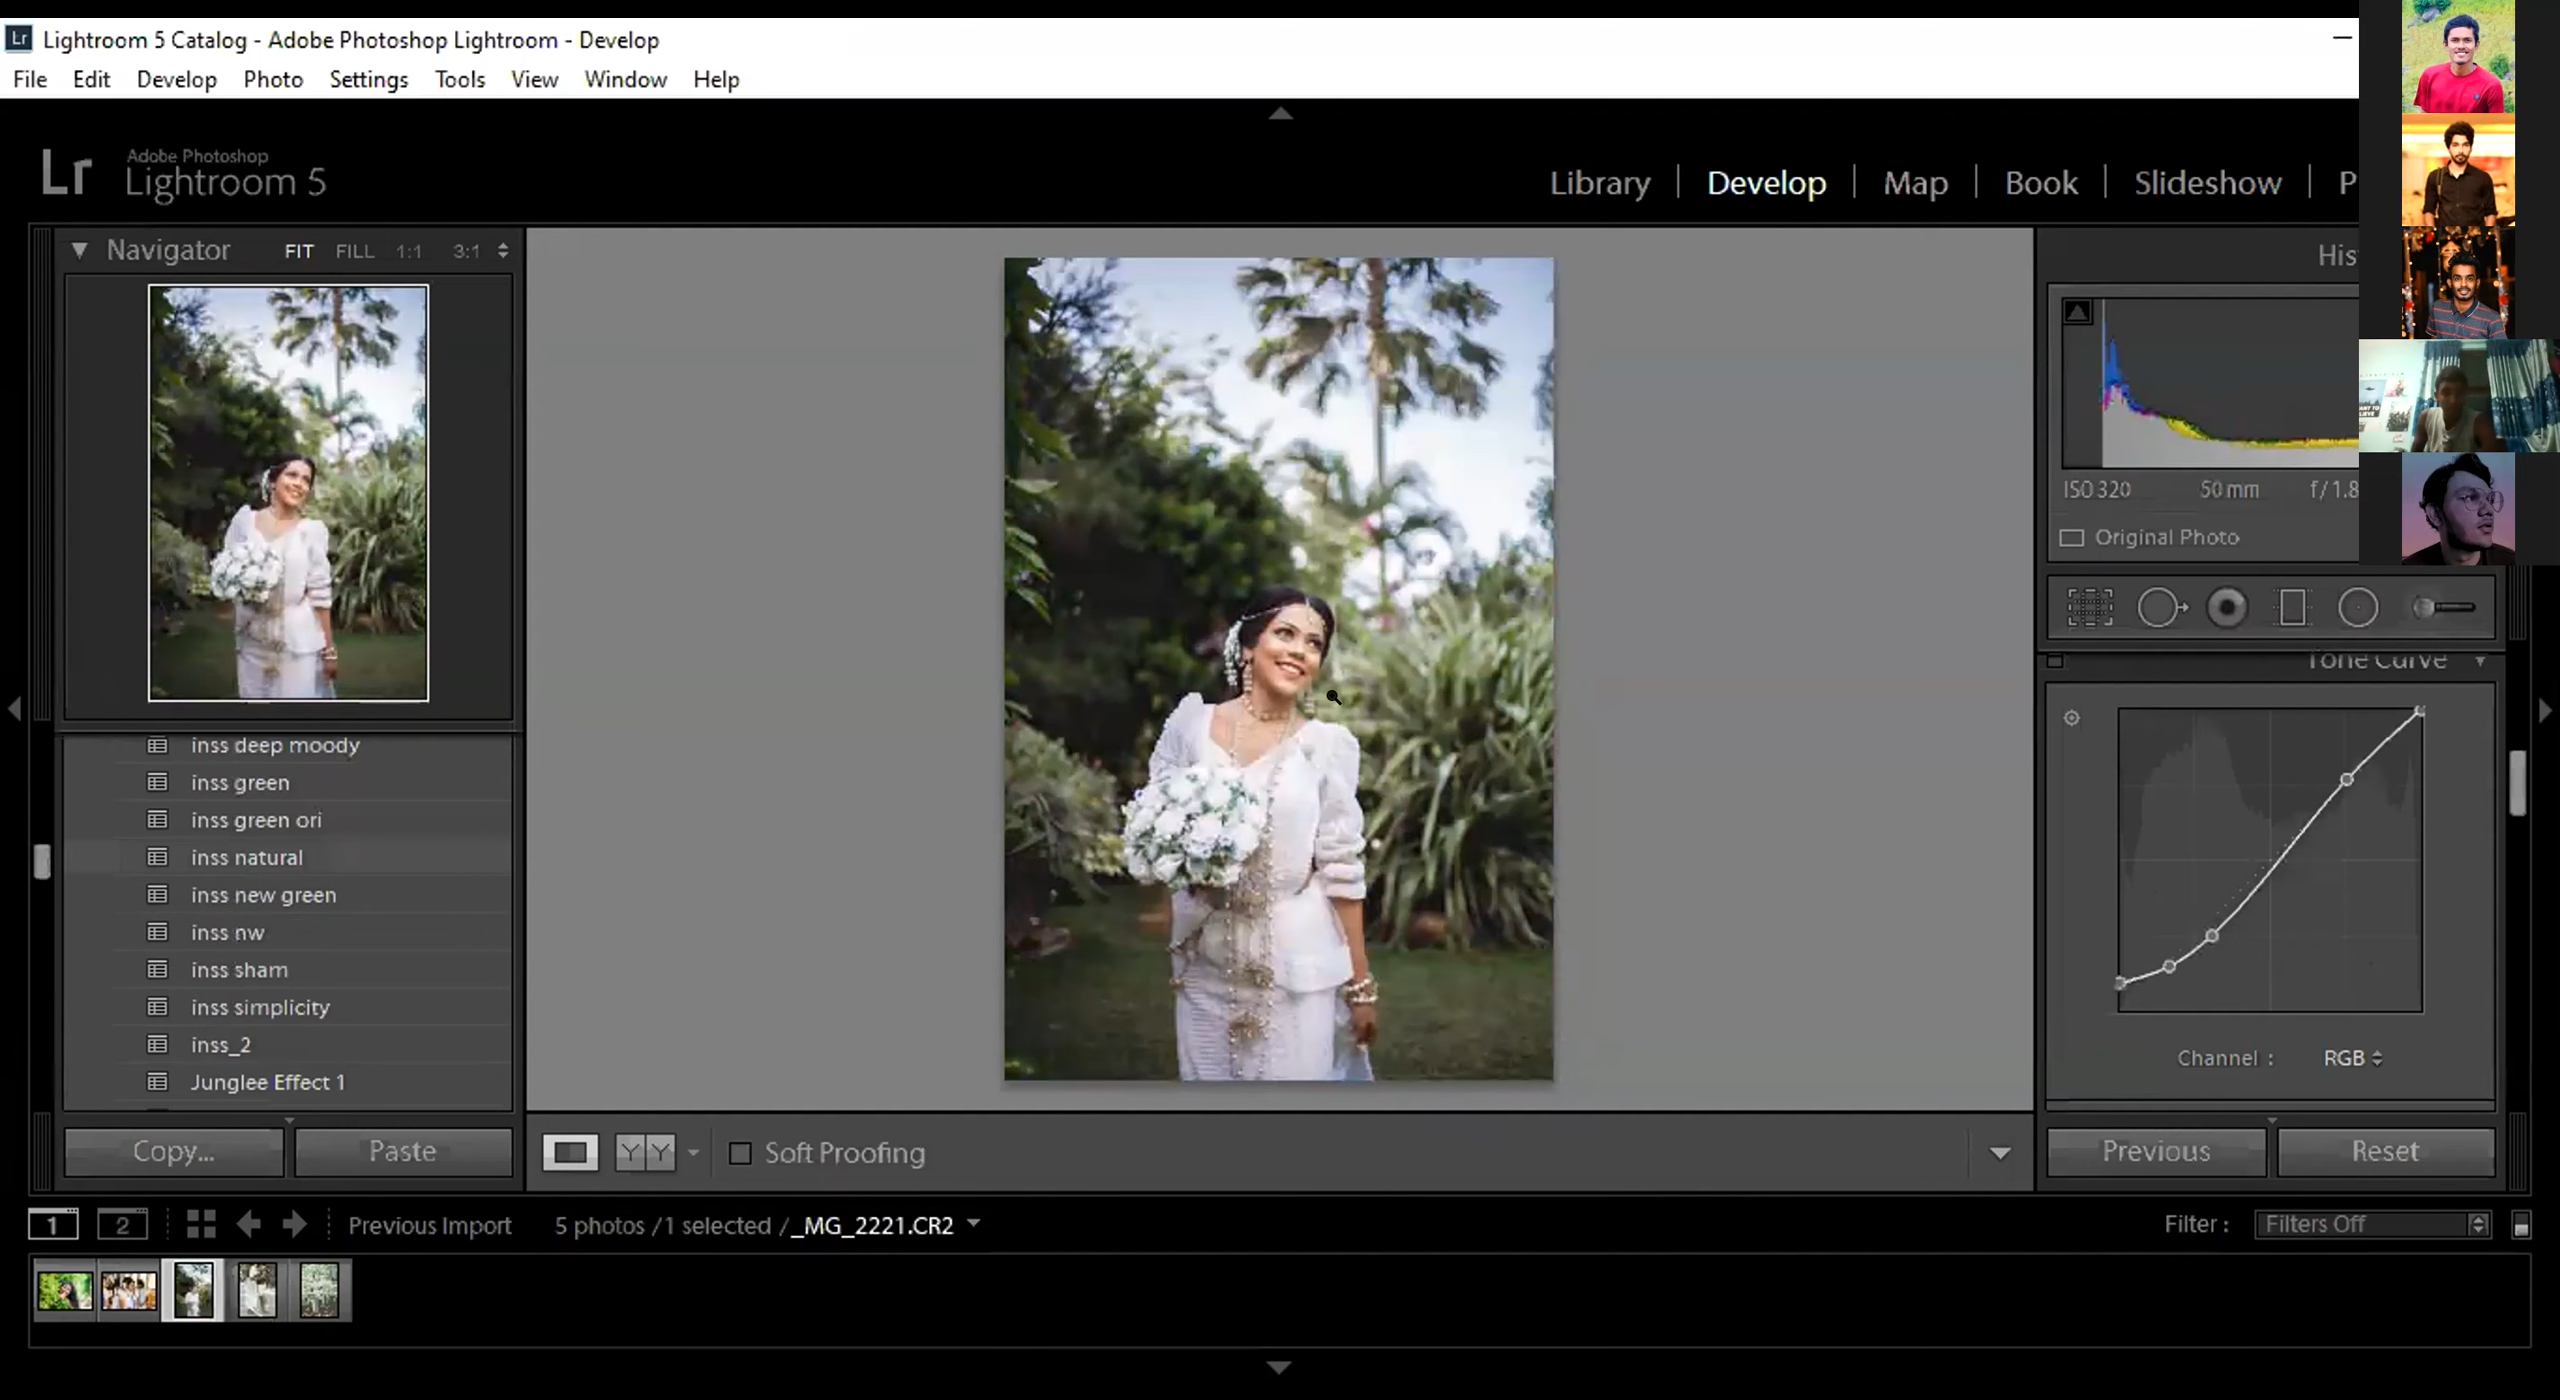 Lightroom 5 Catalog - Adobe Photoshop Lightroom - Develop
File Edit Develop Photo Settings Tools View Window Help
Lr Adobe Photoshop
Lightroom 5
Library | Develop | Map | Book | Slideshow | P
Navigator FIT FILL 1:1 3:1
His
ISO 320 50 mm f / 1.8
Original Photo
Tone Curve
inss deep moody
inss green
inss green ori
inss natural
inss new green
inss nw
inss sham
inss simplicity
inss_2
Junglee Effect 1
Channel : RGB
Copy... Paste
Y Y Soft Proofing
Previous Reset
1 2 Previous Import 5 photos / 1 selected / _MG_2221.CR2
Filter : Filters Off